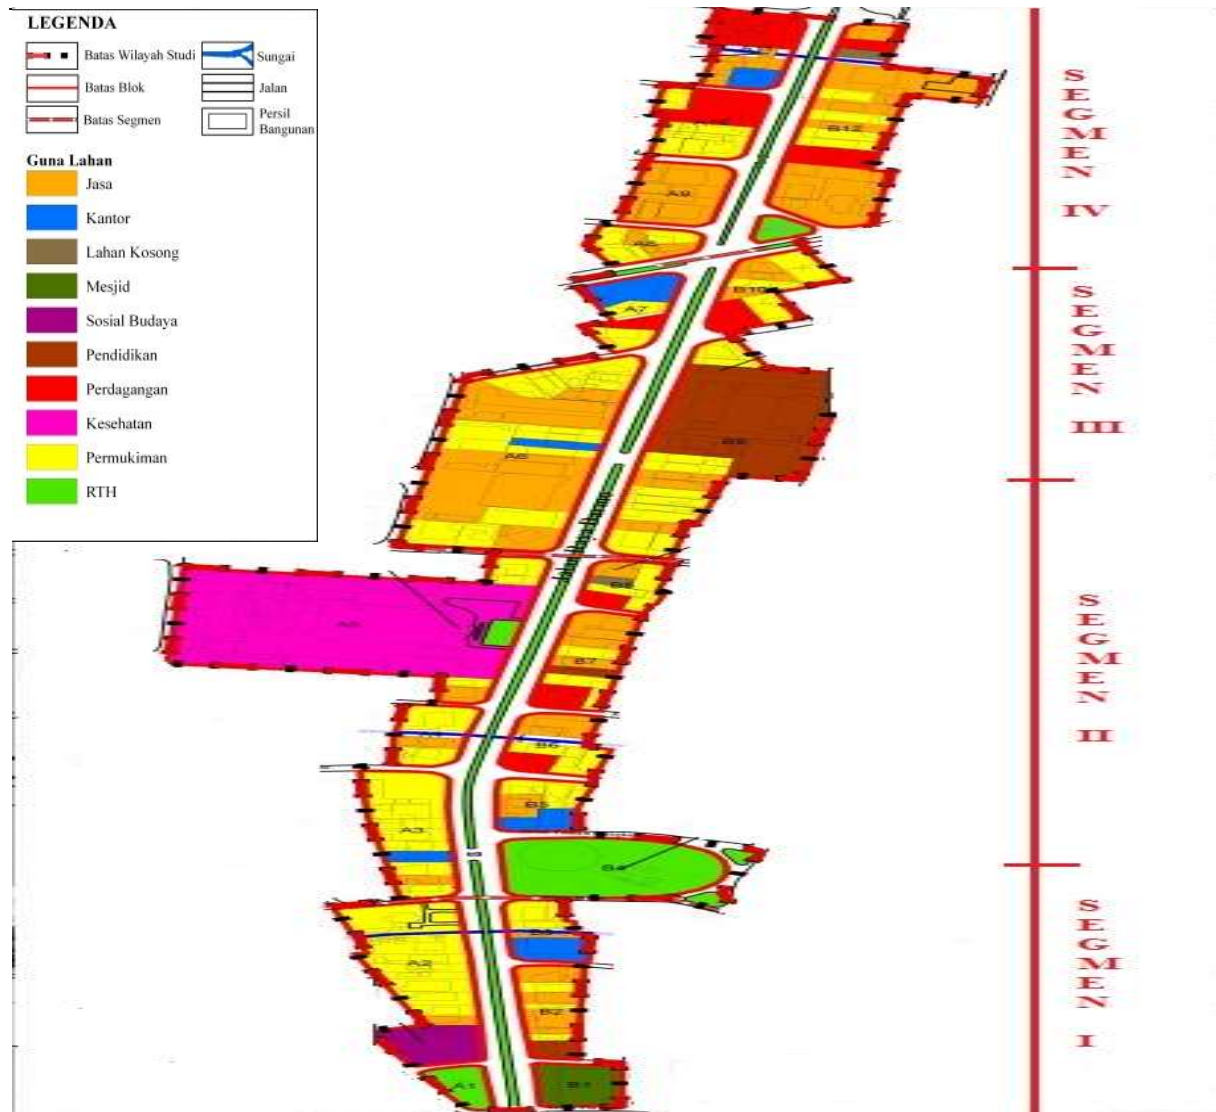 LEGENDA
Batas Wilayah Studi
Sungai
Batas Blok
Jalan
Batas Segmen
Persil
Bangunan
Guna Lahan
Jasa
Kantor
Lahan Kosong
Mesjid
Sosial Budaya
Pendidikan
Perdagangan
Kesehatan
Permukiman
RTH
SEGMEN IV
SEGMEN III
SEGMEN II
SEGMEN I
B12
A9
B10
A7
A6
B7
B6
B5
A3
B4
A2
B2
A1
B1